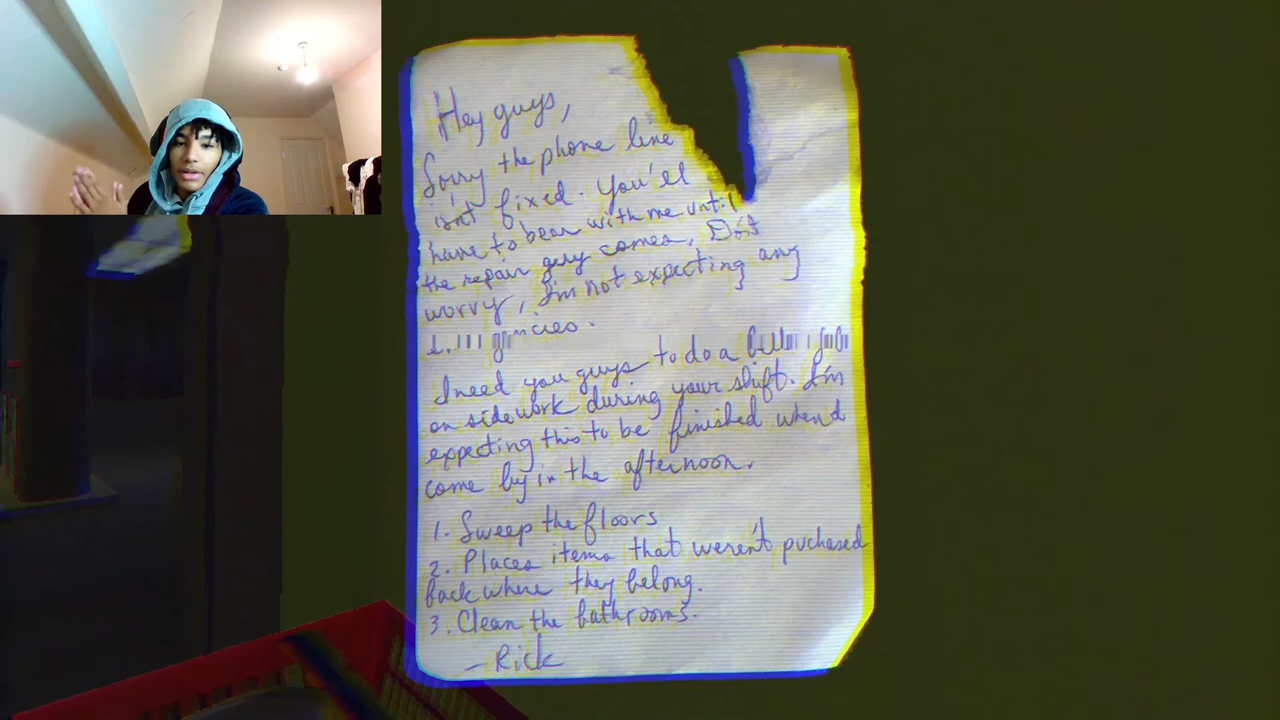 Hey guys,
Sorry the phone line
isn't fixed. You'll
have to bear with me until
the repair guy comes. Don't
worry, I'm not expecting any
I need you guys to do a
on sidework during your shift. I'm
expecting this to be finished when I
come by in the afternoon.
1. Sweep the floors
2. Places items that weren't puchased
back where they belong.
3. Clean the bathrooms.
- Rick